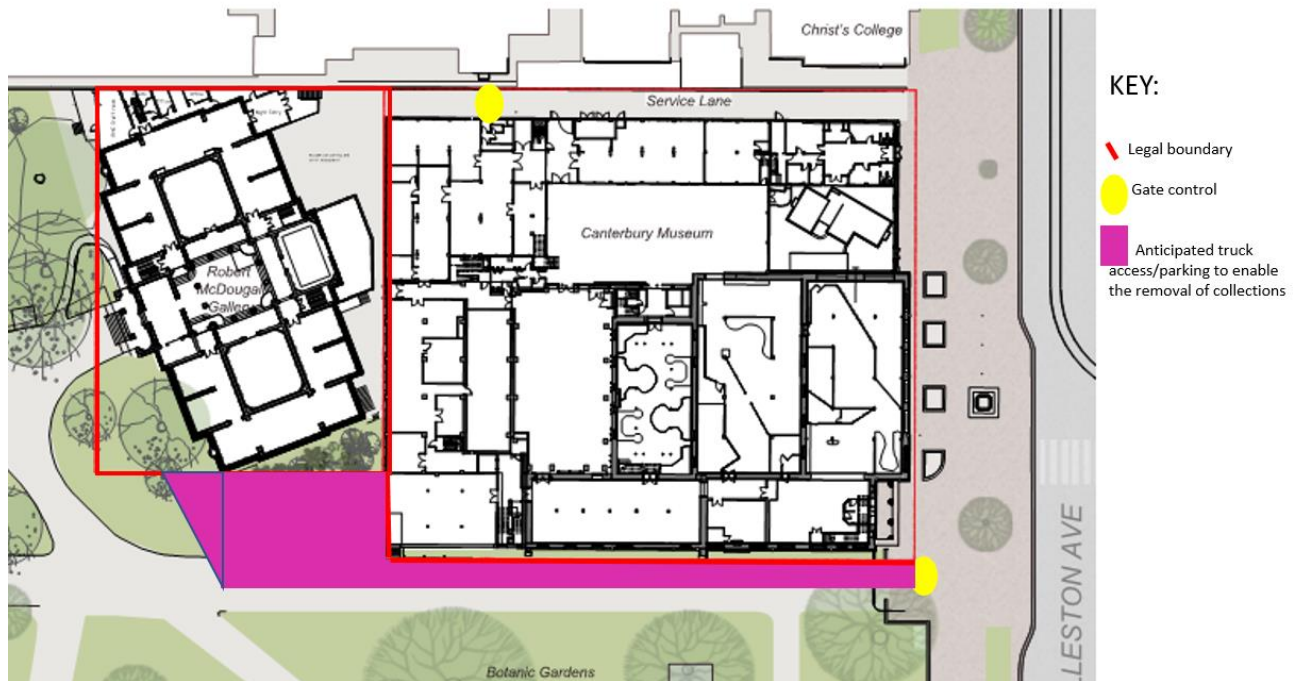 Christ's College
KEY:
Service Lane
Legal boundary
Gate control
Canterbury Museum
Anticipated truck
access/parking to enable
the removal of collections
Robert
McDougall
Gallery
LLESTON AVE
Botanic Gardens